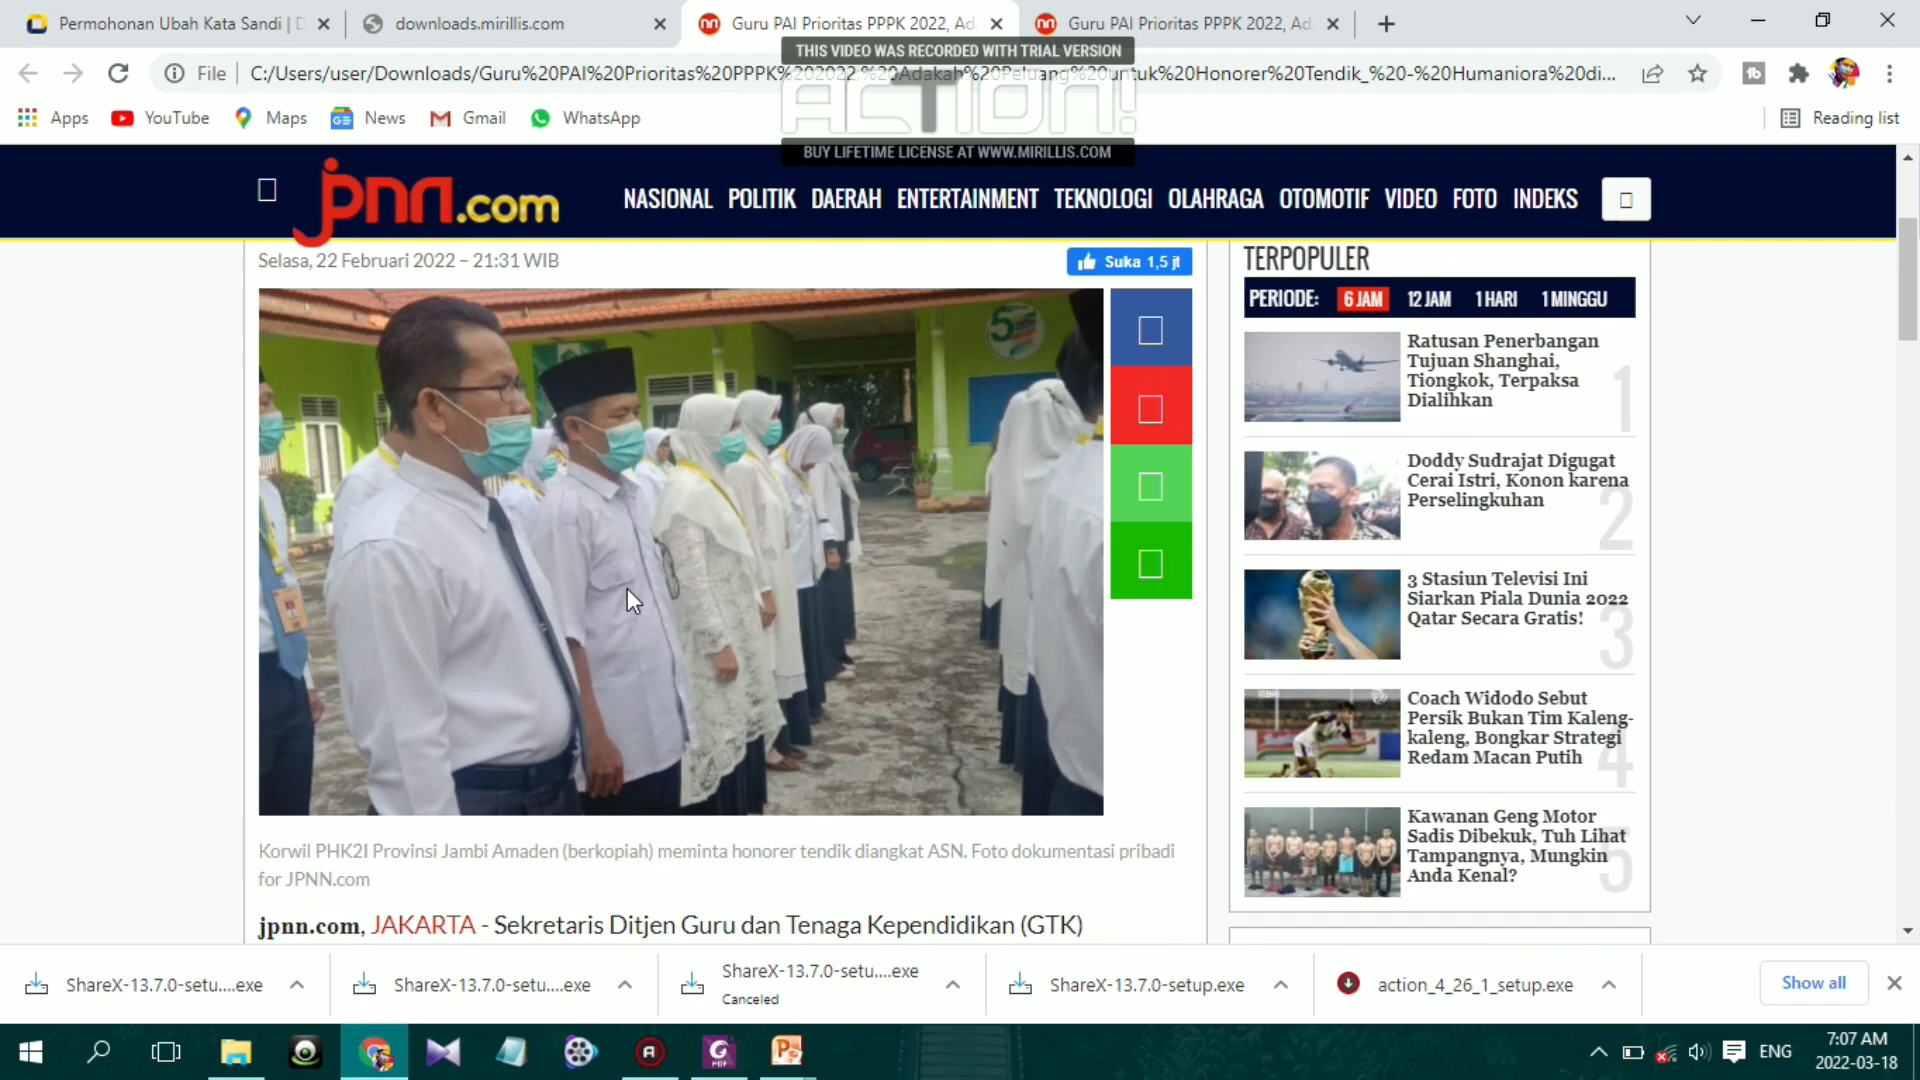 Permohonan Ubah Kata Sandi | D
downloads.mirillis.com
Guru PAI Prioritas PPPK 2022, Ad
Guru PAI Prioritas PPPK 2022, Ad
THIS VIDEO WAS RECORDED WITH TRIAL VERSION
ACTION!
BUY LIFETIME LICENSE AT WWW.MIRILLIS.COM
File
C:/Users/user/Downloads/Guru%20PAI%20Prioritas%20PPPK%202022,%20Adakah%20Peluang%20untuk%20Honorer%20Tendik_%20-%20Humaniora%20di...
Apps
YouTube
Maps
News
Gmail
WhatsApp
Reading list
jpnn.com
NASIONAL POLITIK DAERAH ENTERTAINMENT TEKNOLOGI OLAHRAGA OTOMOTIF VIDEO FOTO INDEKS
Selasa, 22 Februari 2022 – 21:31 WIB
Suka 1,5 jt
Korwil PHK2I Provinsi Jambi Amaden (berkopiah) meminta honorer tendik diangkat ASN. Foto dokumentasi pribadi
for JPNN.com
jpnn.com, JAKARTA - Sekretaris Ditjen Guru dan Tenaga Kependidikan (GTK)
TERPOPULER
PERIODE: 6 JAM 12 JAM 1 HARI 1 MINGGU
Ratusan Penerbangan
Tujuan Shanghai,
Tiongkok, Terpaksa
Dialihkan
1
Doddy Sudrajat Digugat
Cerai Istri, Konon karena
Perselingkuhan
2
3 Stasiun Televisi Ini
Siarkan Piala Dunia 2022
Qatar Secara Gratis!
3
Coach Widodo Sebut
Persik Bukan Tim Kaleng-
kaleng, Bongkar Strategi
Redam Macan Putih
4
Kawanan Geng Motor
Sadis Dibekuk, Tuh Lihat
Tampangnya, Mungkin
Anda Kenal?
5
ShareX-13.7.0-setu....exe
ShareX-13.7.0-setu....exe
ShareX-13.7.0-setu....exe
Canceled
ShareX-13.7.0-setup.exe
action_4_26_1_setup.exe
Show all
ENG
7:07 AM
2022-03-18